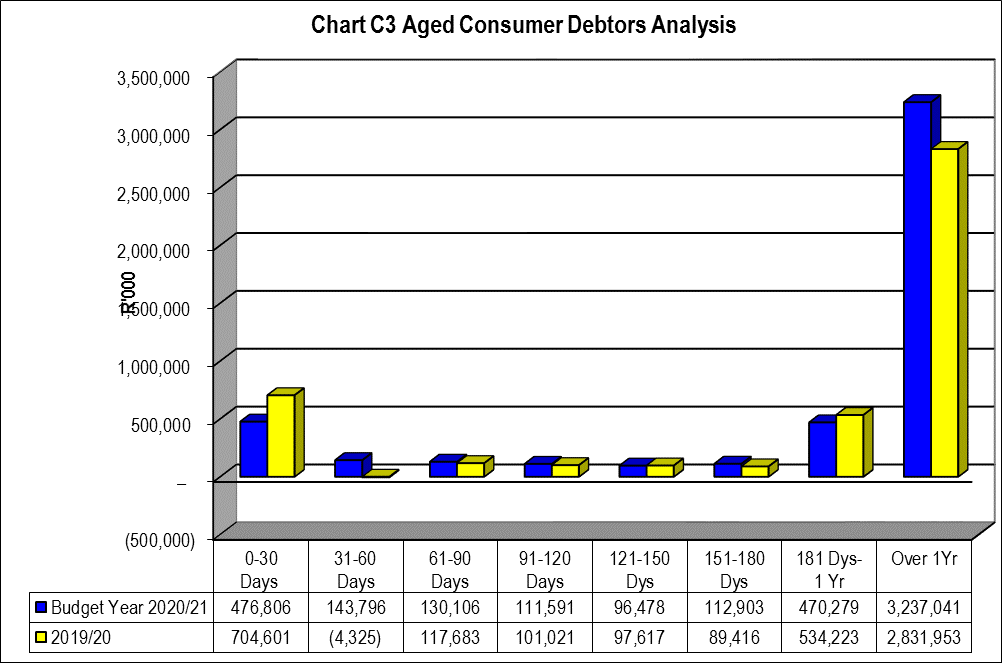 Chart C3 Aged Consumer Debtors Analysis
3,500,000
3,000,000
2,500,000
2,000,000
1,500,000
1,000,000
500,000
–
(500,000)
R'000
0-30 Days
31-60 Days
61-90 Days
91-120 Days
121-150 Dys
151-180 Dys
181 Dys-1 Yr
Over 1Yr
Budget Year 2020/21 476,806 143,796 130,106 111,591 96,478 112,903 470,279 3,237,041
2019/20 704,601 (4,325) 117,683 101,021 97,617 89,416 534,223 2,831,953